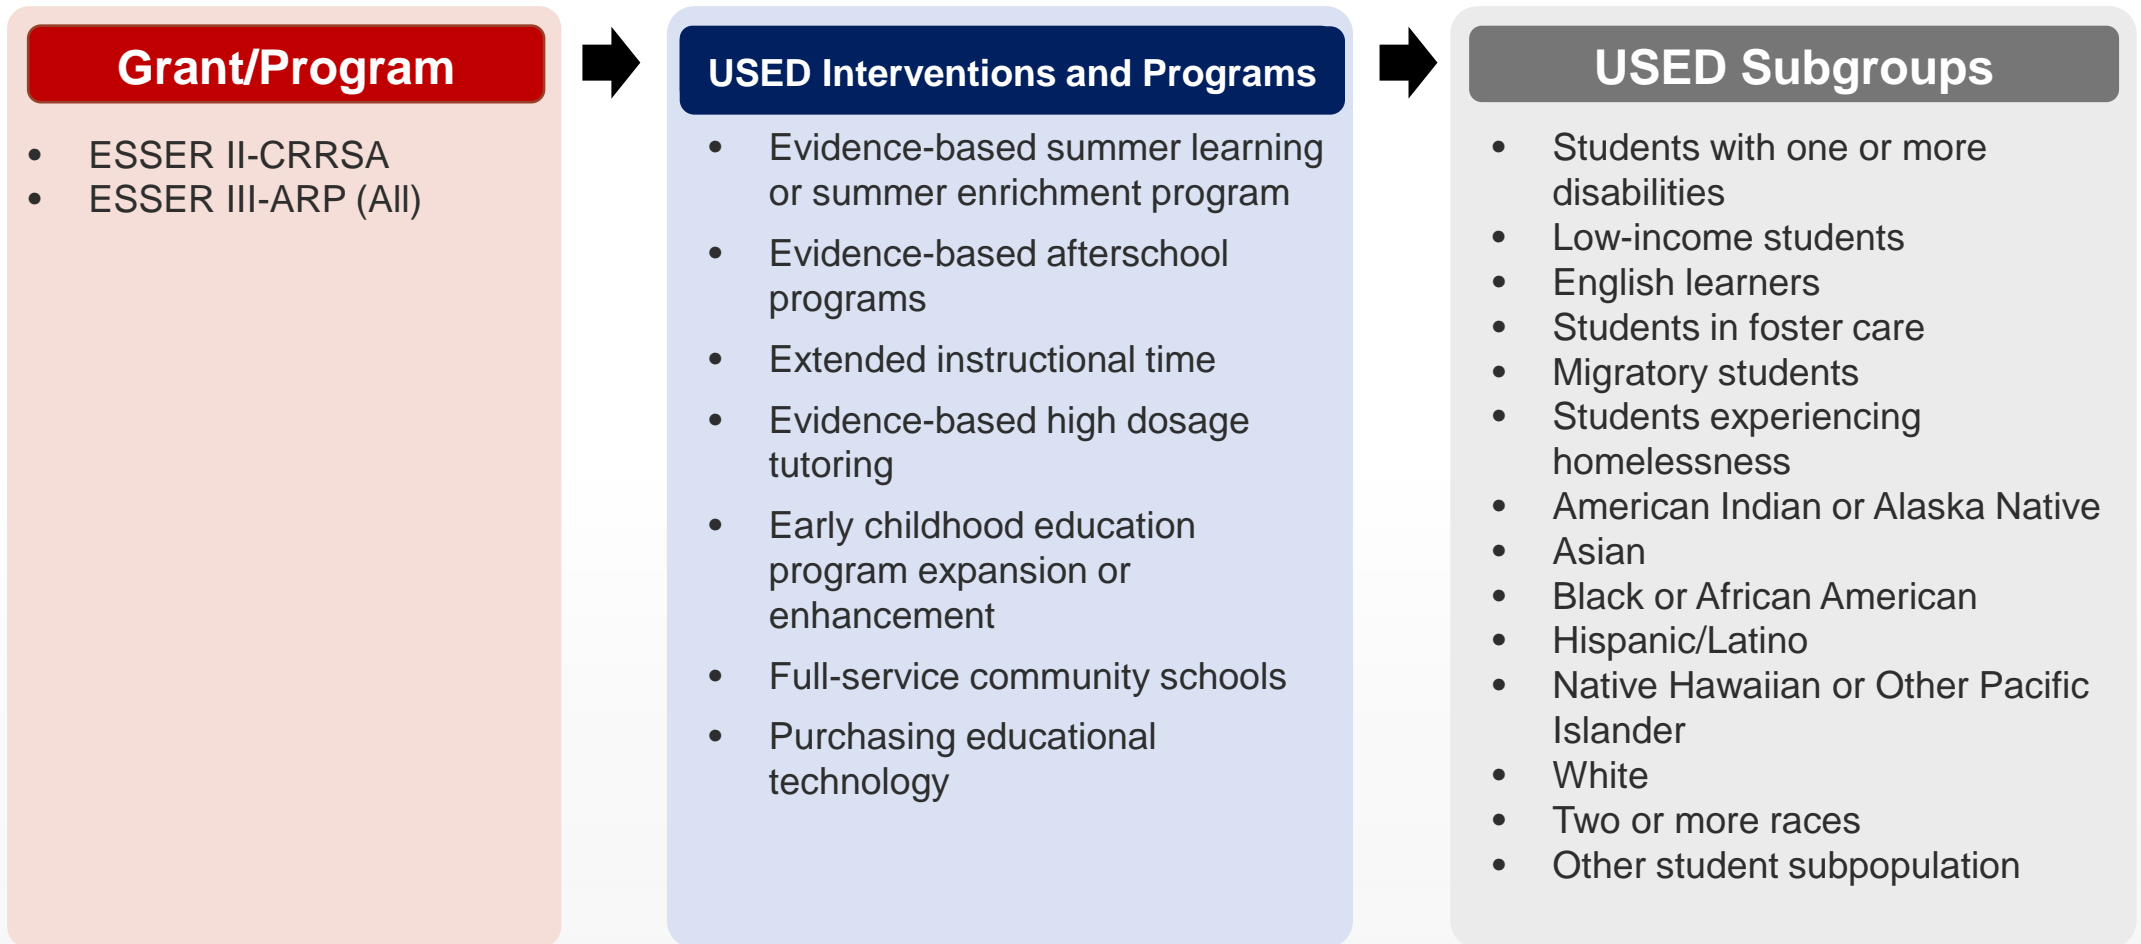 Grant/Program
• ESSER II-CRRSA
• ESSER III-ARP (All)
USED Interventions and Programs
• Evidence-based summer learning
or summer enrichment program
• Evidence-based afterschool
programs
• Extended instructional time
• Evidence-based high dosage
tutoring
• Early childhood education
program expansion or
enhancement
• Full-service community schools
• Purchasing educational
technology
USED Subgroups
• Students with one or more
disabilities
• Low-income students
• English learners
• Students in foster care
• Migratory students
• Students experiencing
homelessness
• American Indian or Alaska Native
• Asian
• Black or African American
• Hispanic/Latino
• Native Hawaiian or Other Pacific
Islander
• White
• Two or more races
• Other student subpopulation